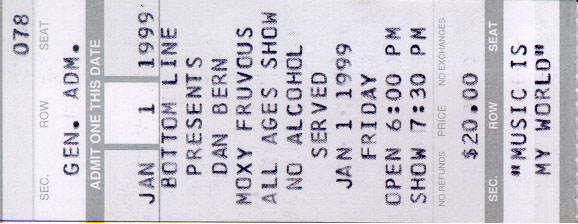 078
SEC. ROW SEAT
GEN. ADM.
ADMIT ONE THIS DATE
JAN 1 1999
BOTTOM LINE
PRESENTS
DAN BERN
MOXY FRUVOUS
ALL AGES SHOW
NO ALCOHOL
SERVED
JAN 1 1999
FRIDAY
OPEN 6:00 PM
SHOW 7:30 PM
NO REFUNDS PRICE NO EXCHANGES
$20.00
SEC. ROW SEAT
"MUSIC IS
MY WORLD"